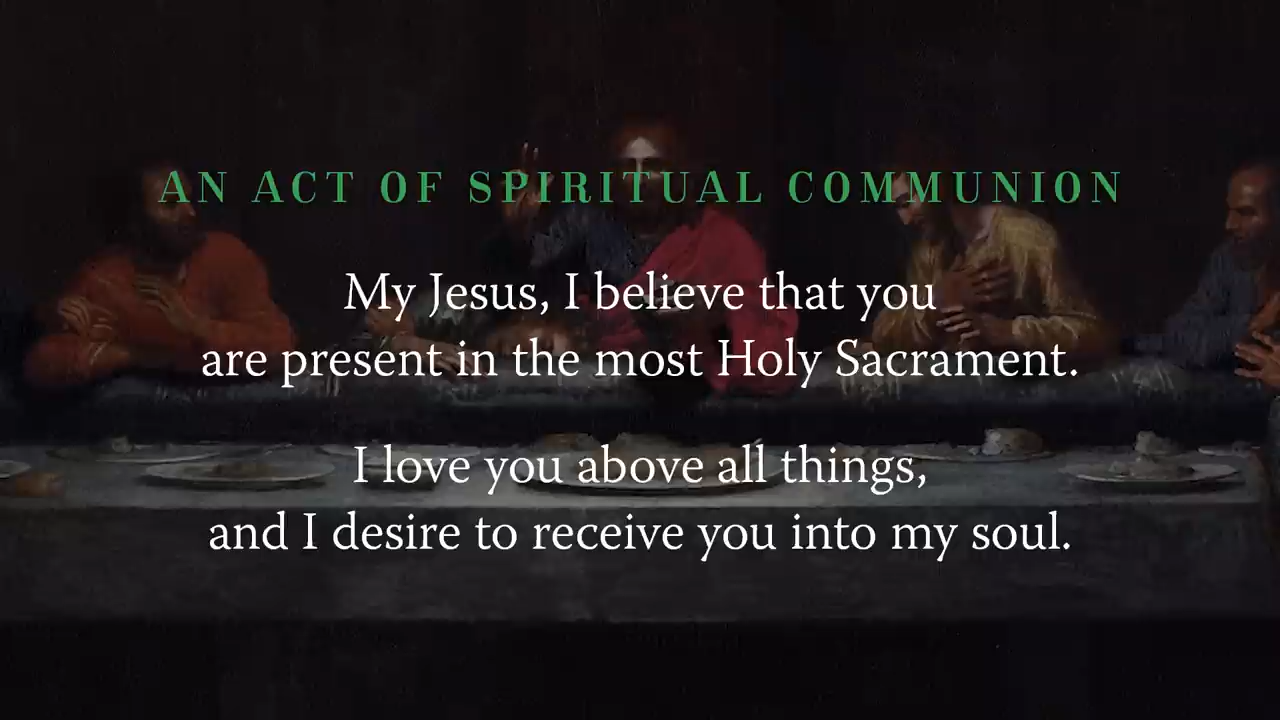 AN ACT OF SPIRITUAL COMMUNION
My Jesus, I believe that you
are present in the most Holy Sacrament.
I love you above all things,
and I desire to receive you into my soul.